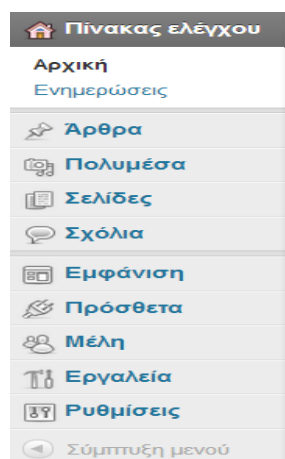 Πίνακας ελέγχου
Αρχική
Ενημερώσεις
Άρθρα
Πολυμέσα
Σελίδες
Σχόλια
Εμφάνιση
Πρόσθετα
Μέλη
Εργαλεία
Ρυθμίσεις
Σύμπτυξη μενού